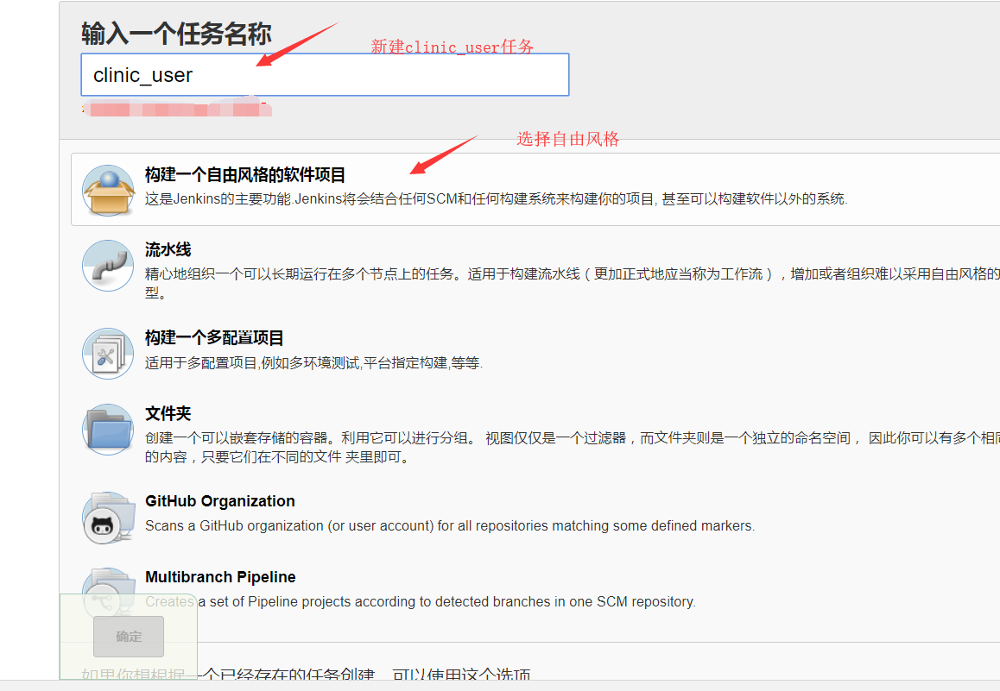 输入一个任务名称
新建clinic_user任务
clinic_user
选择自由风格
构建一个自由风格的软件项目
这是Jenkins的主要功能.Jenkins将会结合任何SCM和任何构建系统来构建你的项目, 甚至可以构建软件以外的系统.
流水线
精心地组织一个可以长期运行在多个节点上的任务。适用于构建流水线（更加正式地应当称为工作流），增加或者组织难以采用自由风格的
型。
构建一个多配置项目
适用于多配置项目,例如多环境测试,平台指定构建,等等.
文件夹
创建一个可以嵌套存储的容器。利用它可以进行分组。 视图仅仅是一个过滤器，而文件夹则是一个独立的命名空间， 因此你可以有多个相同
的内容，只要它们在不同的文件 夹里即可。
GitHub Organization
Scans a GitHub organization (or user account) for all repositories matching some defined markers.
Multibranch Pipeline
Creates a set of Pipeline projects according to detected branches in one SCM repository.
确定
如果你想根据一个已经存在的任务创建，可以使用这个选项